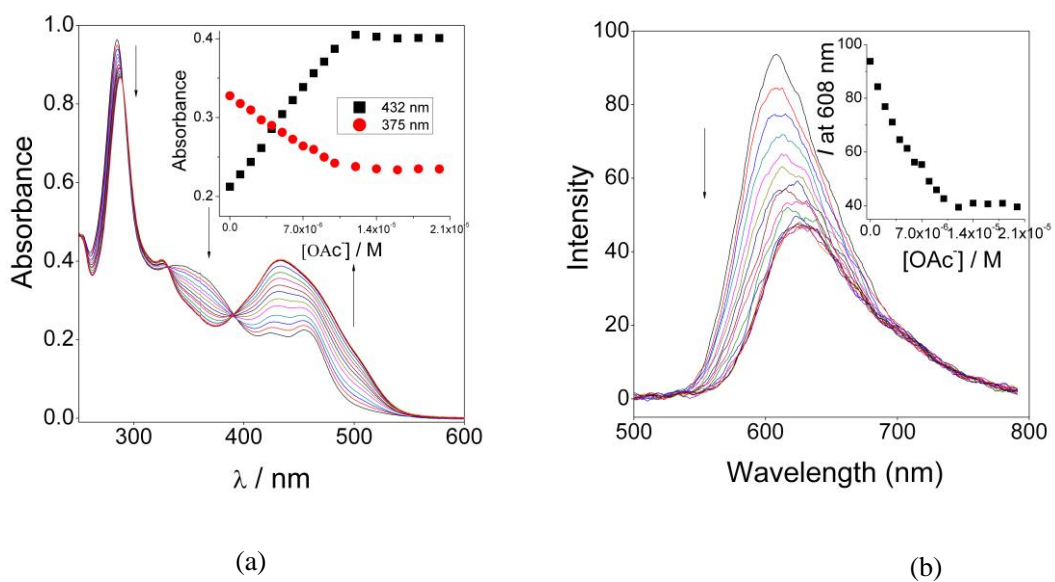 1.0
0.8
0.6
0.4
0.2
0.0
Absorbance
300 400 500 600
λ / nm
0.4
0.3
0.2
Absorbance
432 nm
375 nm
0.0 7.0x10⁻⁶ 1.4x10⁻⁵ 2.1x10⁻⁵
[OAc⁻] / M
(a)
100
80
60
40
20
0
Intensity
500 600 700 800
Wavelength (nm)
100
80
60
40
I at 608 nm
0.0 7.0x10⁻⁶ 1.4x10⁻⁵ 2.1x10⁻⁵
[OAc⁻] / M
(b)